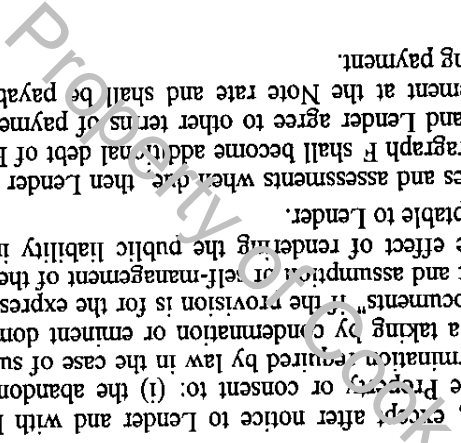 , except after notice to Lender and with
e Property or consent to: (i) the abandon
rmination required by law in the case of su
a taking by condemnation or eminent dom
ocuments" if the provision is for the expres
t and assumption of self-management of the
e effect of rendering the public liability i
ptable to Lender.
es and assessments when due, then Lender
ragraph F shall become additional debt of
and Lender agree to other terms of payme
ement at the Note rate and shall be payab
ng payment.
Property of Cook